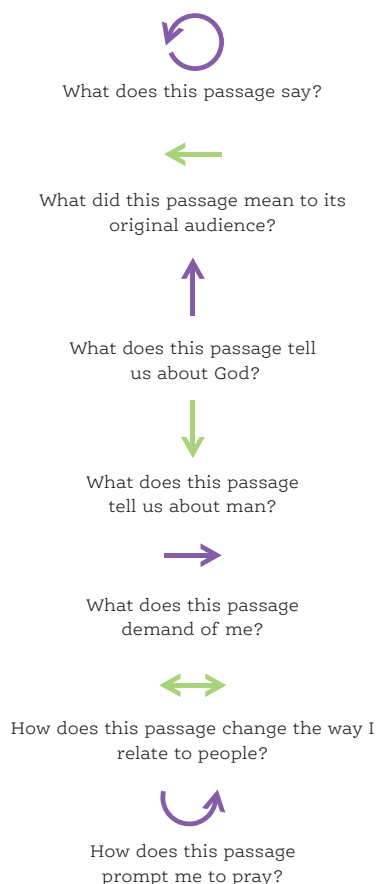 What does this passage say?
What did this passage mean to its
original audience?
What does this passage tell
us about God?
What does this passage
tell us about man?
What does this passage
demand of me?
How does this passage change the way I
relate to people?
How does this passage
prompt me to pray?